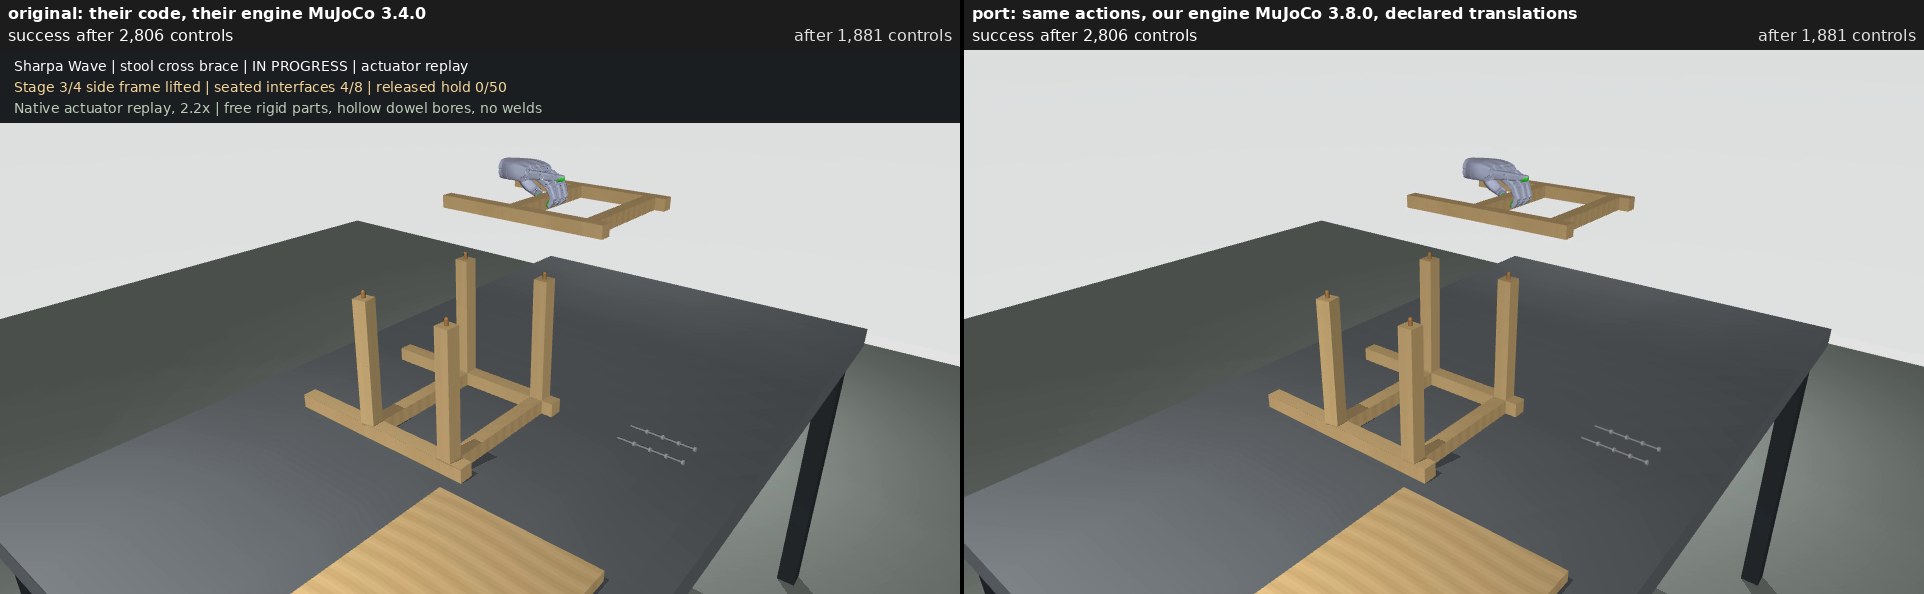 original: their code, their engine MuJoCo 3.4.0
success after 2,806 controls
after 1,881 controls
Sharpa Wave | stool cross brace | IN PROGRESS | actuator replay
Stage 3/4 side frame lifted | seated interfaces 4/8 | released hold 0/50
Native actuator replay, 2.2x | free rigid parts, hollow dowel bores, no welds
port: same actions, our engine MuJoCo 3.8.0, declared translations
success after 2,806 controls
after 1,881 controls